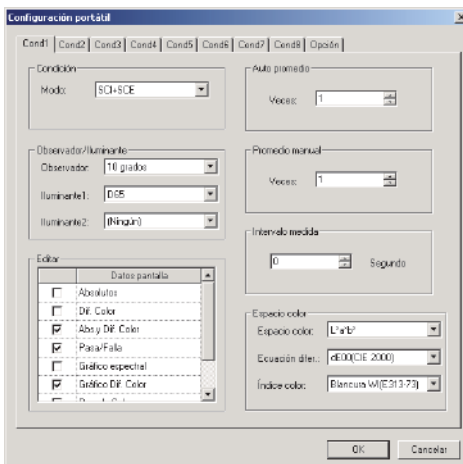 Configuración portátil
Cond1 Cond2 Cond3 Cond4 Cond5 Cond6 Cond7 Cond8 Opción
Condición
Modo: SCI+SCE
Observador/Iluminante
Observador: 10 grados
Iluminante1: D65
Iluminante2: (Ningún)
Editar
Datos pantalla
Absolutos
Dif. Color
Abs y Dif. Color
Pasa/Falla
Gráfico espectral
Gráfico Dif. Color
Auto promedio
Veces: 1
Promedio manual
Veces: 1
Intervalo medida
0 Segundo
Espacio color
Espacio color: L*a*b*
Ecuación difer.: dE00(CIE 2000)
Índice color: Blancura WI(E313-73)
OK Cancelar